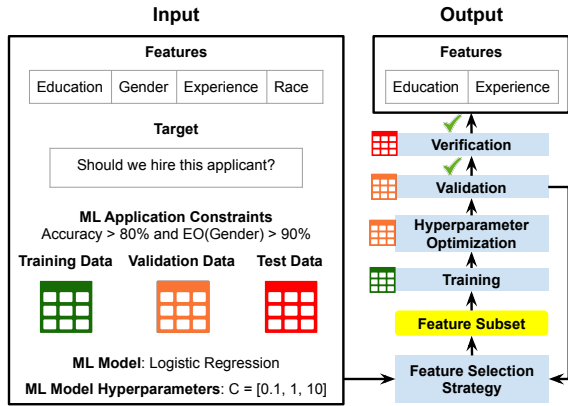 Input
Features
Education Gender Experience Race
Target
Should we hire this applicant?
ML Application Constraints
Accuracy > 80% and EO(Gender) > 90%
Training Data Validation Data Test Data
ML Model: Logistic Regression
ML Model Hyperparameters: C = [0.1, 1, 10]
Output
Features
Education Experience
Verification
Validation
Hyperparameter
Optimization
Training
Feature Subset
Feature Selection
Strategy